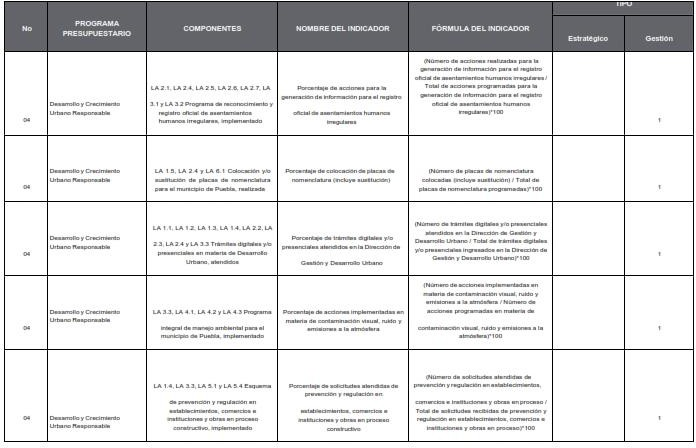 TIPO
No
PROGRAMA
PRESUPUESTARIO
COMPONENTES
NOMBRE DEL INDICADOR
FÓRMULA DEL INDICADOR
Estratégico
Gestión
04
Desarrollo y Crecimiento
Urbano Responsable
LA 2.1, LA 2.4, LA 2.5, LA 2.6, LA 2.7, LA
3.1 y LA 3.2 Programa de reconocimiento y
registro oficial de asentamientos
humanos irregulares, implementado
Porcentaje de acciones para la
generación de información para el registro
oficial de asentamientos humanos
irregulares
(Número de acciones realizadas para la
generación de información para el registro
oficial de asentamientos humanos irregulares /
Total de acciones programadas para la
generación de información para el registro
oficial de asentamientos humanos
irregulares)*100
1
04
Desarrollo y Crecimiento
Urbano Responsable
LA 1.5, LA 2.4 y LA 6.1 Colocación y/o
sustitución de placas de nomenclatura
para el municipio de Puebla, realizada
Porcentaje de colocación de placas de
nomenclatura (incluye sustitución)
(Número de placas de nomenclatura
colocadas (incluye sustitución) / Total de
placas de nomenclatura programadas)*100
1
04
Desarrollo y Crecimiento
Urbano Responsable
LA 1.1, LA 1.2, LA 1.3, LA 1.4, LA 2.2, LA
2.3, LA 2.4 y LA 3.3 Trámites digitales y/o
presenciales en materia de Desarrollo
Urbano, atendidos
Porcentaje de trámites digitales y/o
presenciales atendidos en la Dirección de
Gestión y Desarrollo Urbano
(Número de trámites digitales y/o presenciales
atendidos en la Dirección de Gestión y
Desarrollo Urbano / Total de trámites digitales
y/o presenciales ingresados en la Dirección de
Gestión y Desarrollo Urbano)*100
1
04
Desarrollo y Crecimiento
Urbano Responsable
LA 3.3, LA 4.1, LA 4.2 y LA 4.3 Programa
integral de manejo ambiental para el
municipio de Puebla, implementado
Porcentaje de acciones implementadas en
materia de contaminación visual, ruido y
emisiones a la atmósfera
(Número de acciones implementadas en
materia de contaminación visual, ruido y
emisiones a la atmósfera / Número de
acciones programadas en materia de
contaminación visual, ruido y emisiones a la
atmósfera)*100
1
04
Desarrollo y Crecimiento
Urbano Responsable
LA 1.4, LA 3.3, LA 5.1 y LA 5.4 Esquema
de prevención y regulación en
establecimientos, comercios e
instituciones y obras en proceso
constructivo, implementado
Porcentaje de solicitudes atendidas de
prevención y regulación en
establecimientos, comercios e
instituciones y obras en proceso
constructivo
(Número de solicitudes atendidas de
prevención y regulación en establecimientos,
comercios e instituciones y obras en proceso /
Total de solicitudes recibidas de prevención y
regulación en establecimientos, comercios e
instituciones y obras en proceso)*100
1